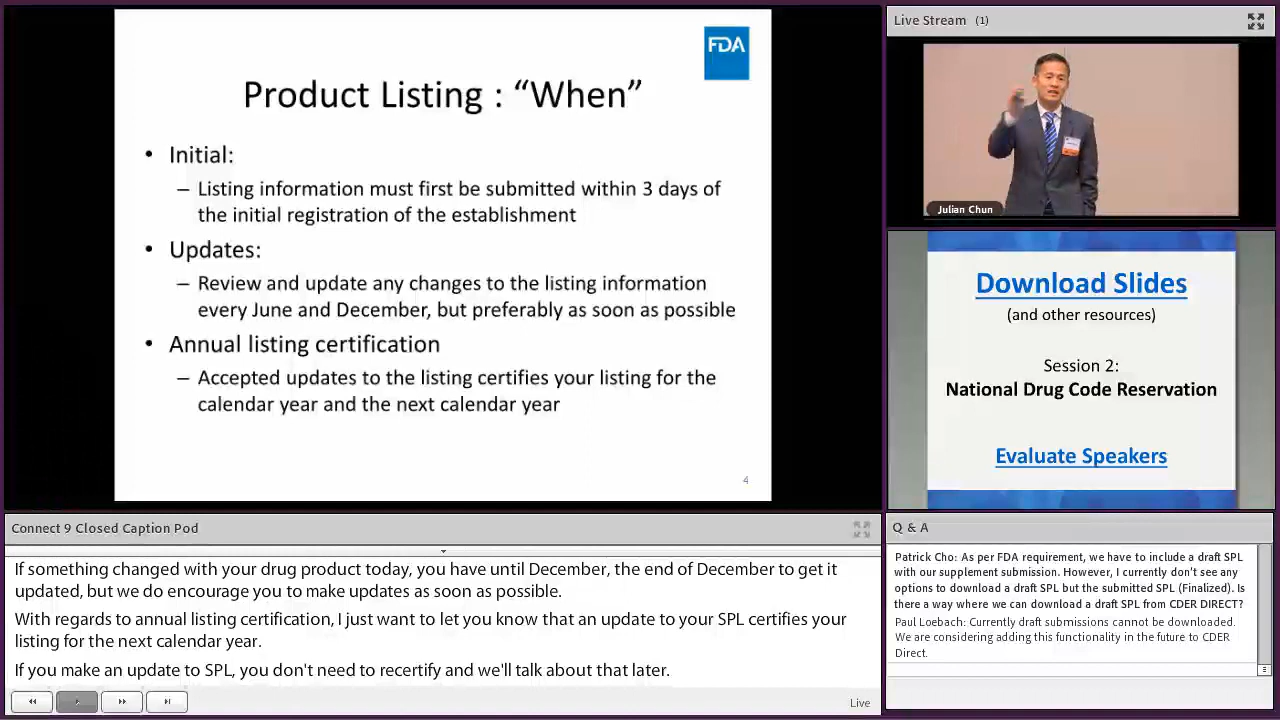 FDA
Product Listing : “When”
• Initial:
– Listing information must first be submitted within 3 days of
the initial registration of the establishment
• Updates:
– Review and update any changes to the listing information
every June and December, but preferably as soon as possible
• Annual listing certification
– Accepted updates to the listing certifies your listing for the
calendar year and the next calendar year
4
Live Stream (1)
Julian Chun
Download Slides
(and other resources)
Session 2:
National Drug Code Reservation
Evaluate Speakers
Connect 9 Closed Caption Pod
If something changed with your drug product today, you have until December, the end of December to get it
updated, but we do encourage you to make updates as soon as possible.
With regards to annual listing certification, I just want to let you know that an update to your SPL certifies your
listing for the next calendar year.
If you make an update to SPL, you don't need to recertify and we'll talk about that later.
Live
Q & A
Patrick Cho: As per FDA requirement, we have to include a draft SPL
with our supplement submission. However, I currently don't see any
options to download a draft SPL but the submitted SPL (Finalized). Is
there a way where we can download a draft SPL from CDER DIRECT?
Paul Loebach: Currently draft submissions cannot be downloaded.
We are considering adding this functionality in the future to CDER
Direct.